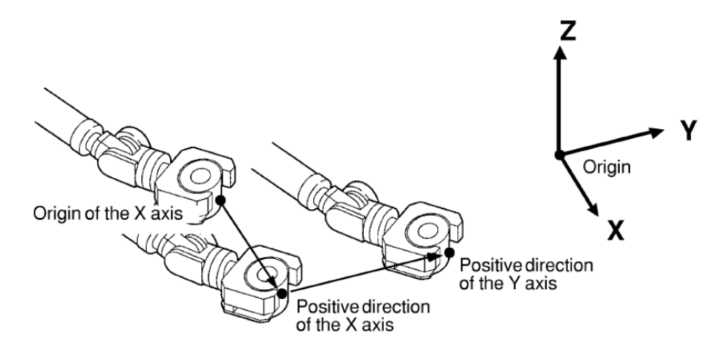 Z
Y
Origin
X
Origin of the X axis
Positive direction
of the Y axis
Positive direction
of the X axis